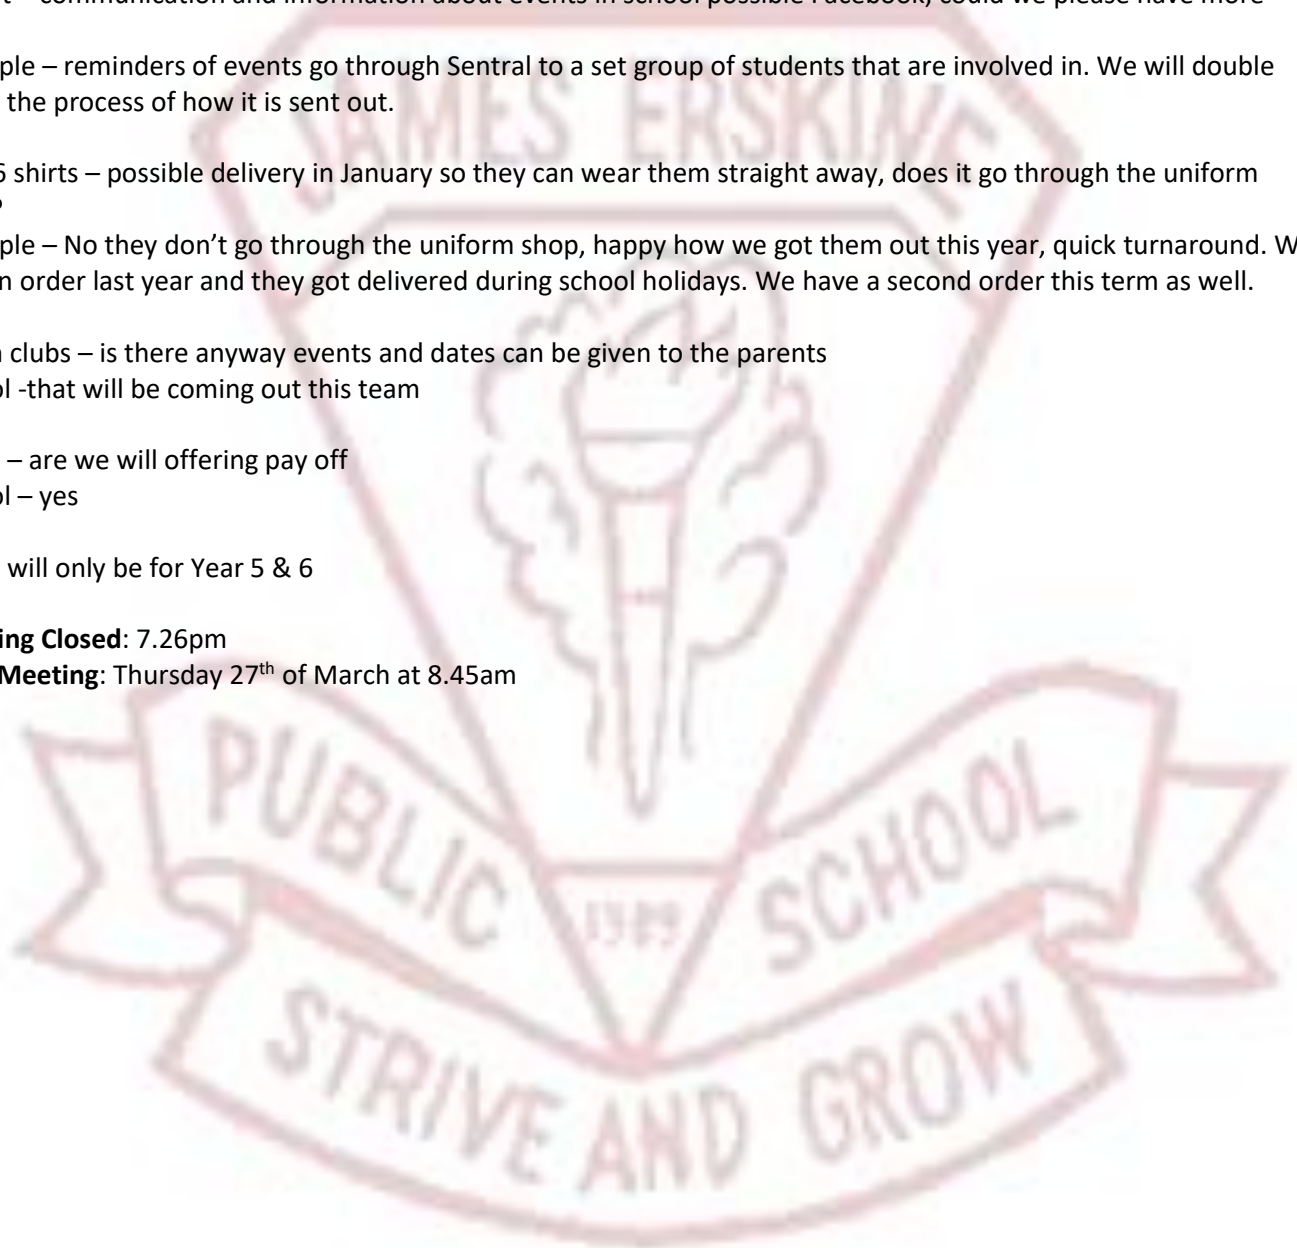 communication and information about events in school possible Facebook, could we please have more
ple – reminders of events go through Sentral to a set group of students that are involved in. We will double
the process of how it is sent out.
6 shirts – possible delivery in January so they can wear them straight away, does it go through the uniform
?
ple – No they don’t go through the uniform shop, happy how we got them out this year, quick turnaround. W
n order last year and they got delivered during school holidays. We have a second order this term as well.
clubs – is there anyway events and dates can be given to the parents
ol -that will be coming out this team
– are we will offering pay off
ol – yes
will only be for Year 5 & 6
ing Closed: 7.26pm
Meeting: Thursday 27th of March at 8.45am
JAMES ERSKINE
PUBLIC SCHOOL
1989
STRIVE AND GROW